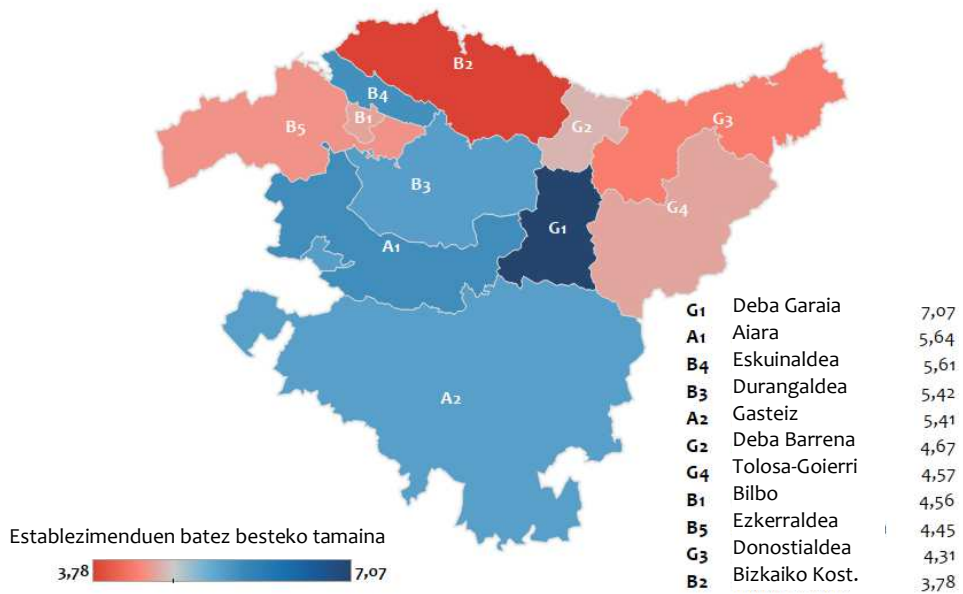 B2
B4
B1
B5
G2
G3
B3
G4
G1
A1
A2
G1 Deba Garaia 7,07
A1 Aiara 5,64
B4 Eskuinaldea 5,61
B3 Durangaldea 5,42
A2 Gasteiz 5,41
G2 Deba Barrena 4,67
G4 Tolosa-Goierri 4,57
B1 Bilbo 4,56
B5 Ezkerraldea 4,45
G3 Donostialdea 4,31
B2 Bizkaiko Kost. 3,78
Establezimenduen batez besteko tamaina
3,78 7,07